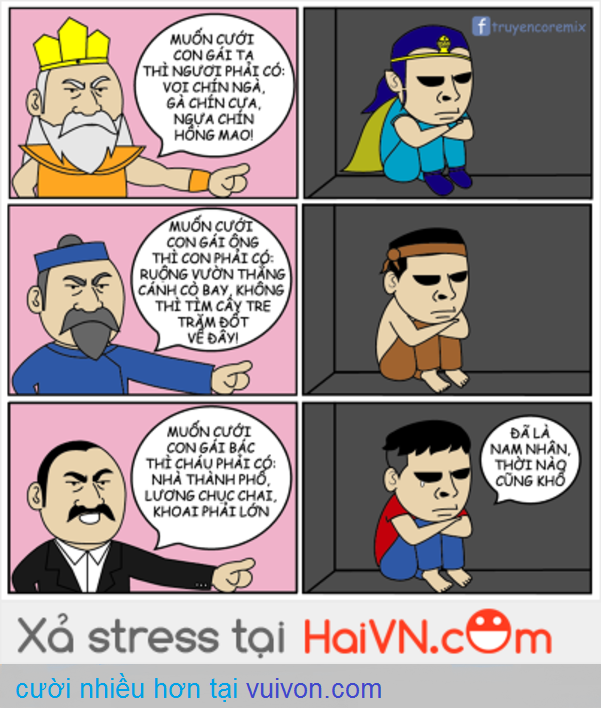 truyencoremix
MUỐN CƯỚI
CON GÁI TA
THÌ NGƯƠI PHẢI CÓ:
VOI CHÍN NGÀ,
GÀ CHÍN CỰA,
NGỰA CHÍN
HỒNG MAO!
MUỐN CƯỚI
CON GÁI ÔNG
THÌ CON PHẢI CÓ:
RUỘNG VƯỜN THẲNG
CÁNH CÒ BAY, KHÔNG
THÌ TÌM CÂY TRE
TRĂM ĐỐT
VỀ ĐÂY!
MUỐN CƯỚI
CON GÁI BÁC
THÌ CHÁU PHẢI CÓ:
NHÀ THÀNH PHỐ,
LƯƠNG CHỤC CHAI,
KHOAI PHẢI LỚN
ĐÃ LÀ
NAM NHÂN,
THỜI NÀO
CŨNG KHỔ
Xả stress tại HaiVN.com
cười nhiều hơn tại vuivon.com